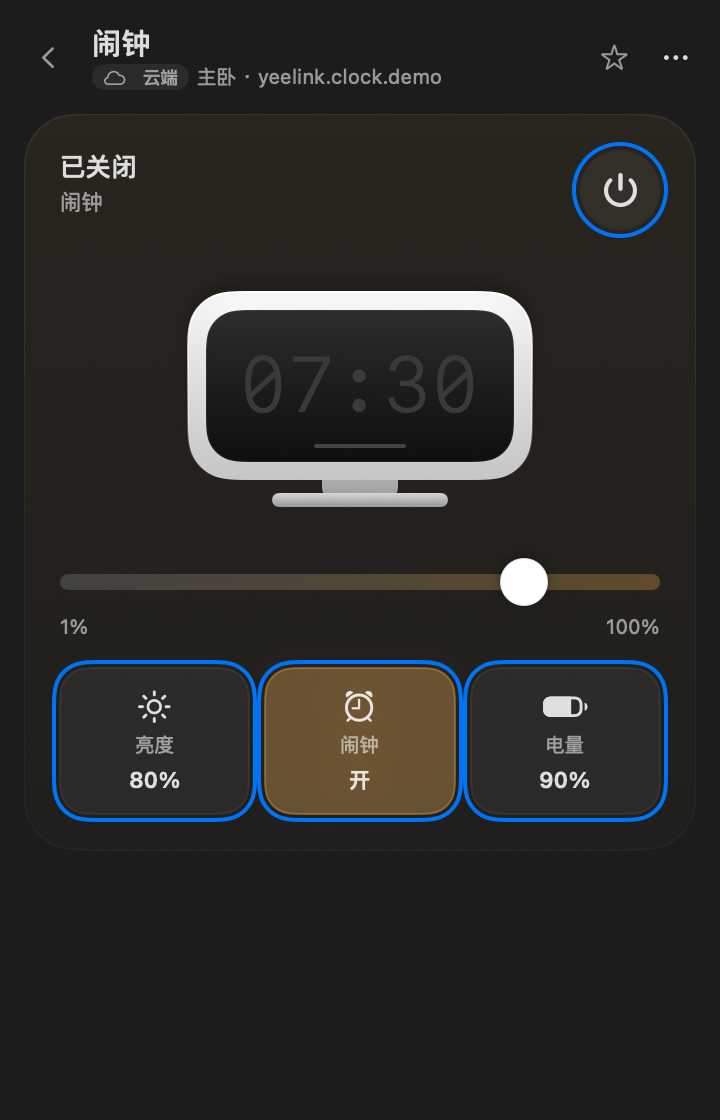 闹钟
云端 主卧 · yeelink.clock.demo
已关闭
闹钟
07:30
1% 100%
亮度 闹钟 电量
80% 开 90%